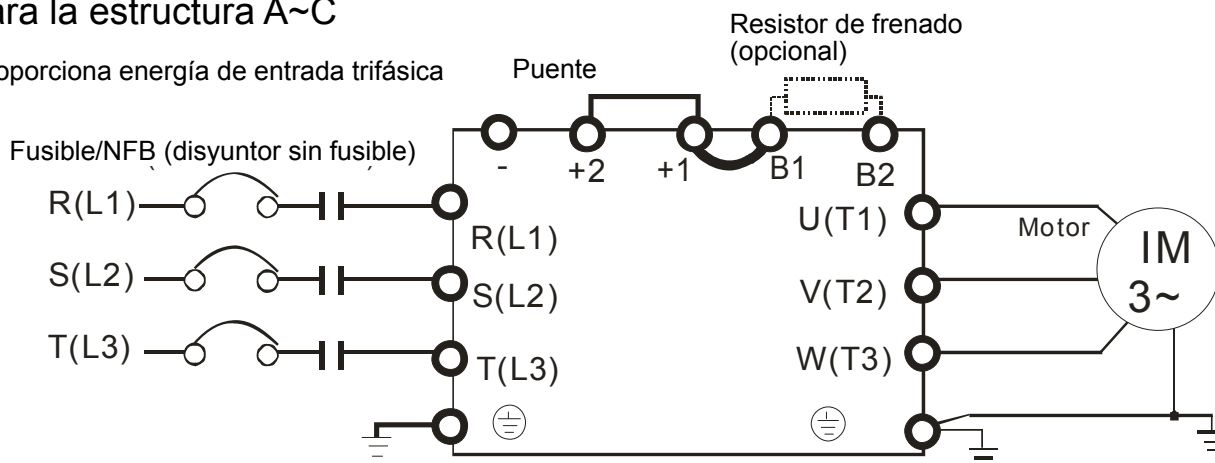 ara la estructura A~C
oporciona energía de entrada trifásica
Puente
Resistor de frenado
(opcional)
Fusible/NFB (disyuntor sin fusible)
- +2 +1 B1 B2
R(L1)
S(L2)
T(L3)
R(L1)
S(L2)
T(L3)
U(T1)
V(T2)
W(T3)
Motor
IM
3~